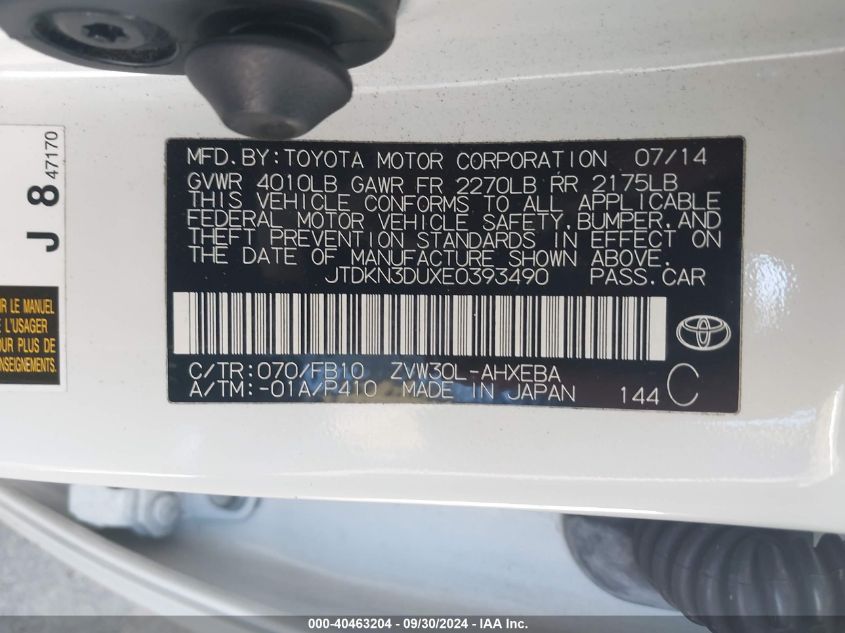 MFD.BY:TOYOTA MOTOR CORPORATION 07/14
GVWR 4010LB GAWR FR 2270LB RR 2175LB
THIS VEHICLE CONFORMS TO ALL APPLICABLE
FEDERAL MOTOR VEHICLE SAFETY,BUMPER,AND
THEFT PREVENTION STANDARDS IN EFFECT ON
THE DATE OF MANUFACTURE SHOWN ABOVE.
JTDKN3DUXE0393490 PASS.CAR
C/TR:070/FB10 ZVW30L-AHXEBA
A/TM:-01A/P410 MADE IN JAPAN 144 C
J 8 47170
LE MANUEL
L'USAGER
PLUS DE
000-40463204 / 09/30/2024 - IAA Inc.